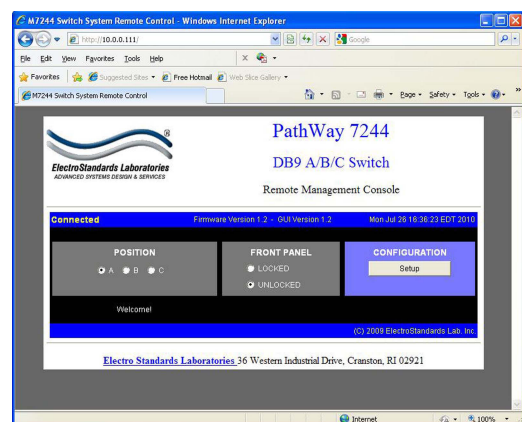 M7244 Switch System Remote Control - Windows Internet Explorer
http://10.0.0.111/
Google
File Edit View Favorites Tools Help
Favorites Suggested Sites Free Hotmail Web Slice Gallery
M7244 Switch System Remote Control
Page Safety Tools
®
ElectroStandards Laboratories
ADVANCED SYSTEMS DESIGN & SERVICES
PathWay 7244
DB9 A/B/C Switch
Remote Management Console
Connected
Firmware Version 1.2 - GUI Version 1.2
Mon Jul 26 16:36:23 EDT 2010
POSITION
A B C
FRONT PANEL
LOCKED
UNLOCKED
CONFIGURATION
Setup
Welcome!
(C) 2009 ElectroStandards Lab. Inc.
Electro Standards Laboratories 36 Western Industrial Drive, Cranston, RI 02921
Internet
100%